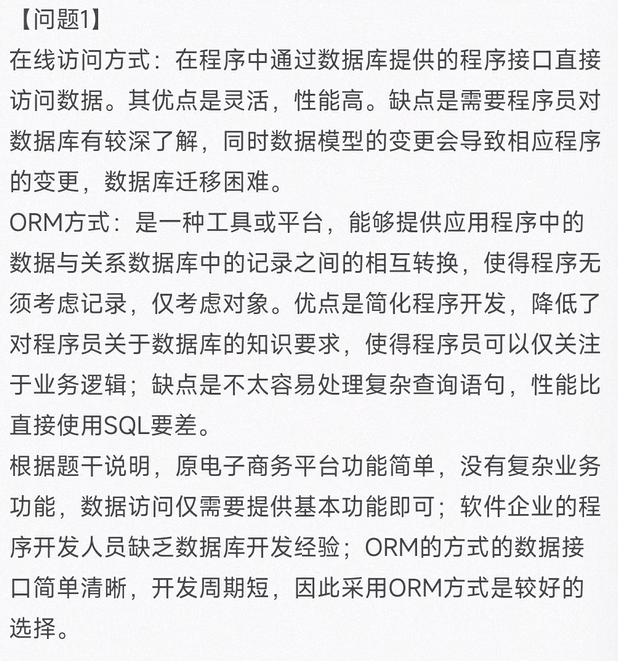 【问题1】
在线访问方式：在程序中通过数据库提供的程序接口直接
访问数据。其优点是灵活，性能高。缺点是需要程序员对
数据库有较深了解，同时数据模型的变更会导致相应程序
的变更，数据库迁移困难。
ORM方式：是一种工具或平台，能够提供应用程序中的
数据与关系数据库中的记录之间的相互转换，使得程序无
须考虑记录，仅考虑对象。优点是简化程序开发，降低了
对程序员关于数据库的知识要求，使得程序员可以仅关注
于业务逻辑；缺点是不太容易处理复杂查询语句，性能比
直接使用SQL要差。
根据题干说明，原电子商务平台功能简单，没有复杂业务
功能，数据访问仅需要提供基本功能即可；软件企业的程
序开发人员缺乏数据库开发经验；ORM的方式的数据接
口简单清晰，开发周期短，因此采用ORM方式是较好的
选择。